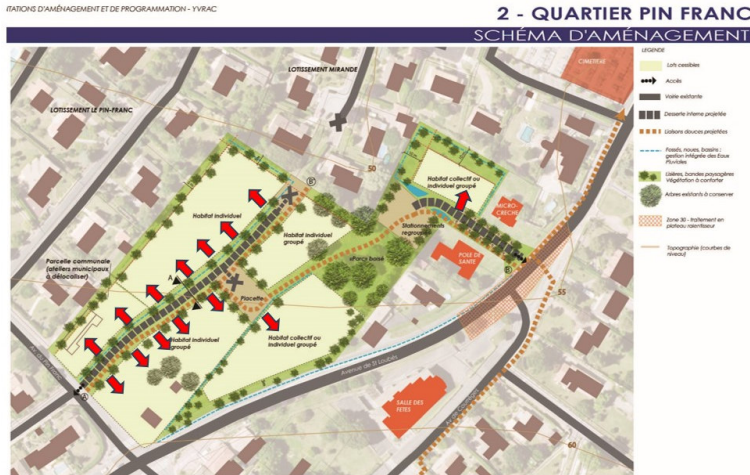 ITATIONS D'AMÉNAGEMENT ET DE PROGRAMMATION - YVRAC
2 - QUARTIER PIN FRANC
SCHÉMA D'AMÉNAGEMENT
LEGENDE
Lots cessibles
Accès
Voirie existante
Desserte interne projetée
Liaisons douces projetées
Fossés, noues, bassins :
gestion intégrée des Eaux
Pluviales
Lisières, bandes paysagères
Végétation à conforter
Arbres existants à conserver
Zone 30 - traitement en
plateau ralentisseur
Topographie (courbes de
niveau)
CIMETIÈRE
LOTISSEMENT MIRANDE
LOTISSEMENT LE PIN-FRANC
50
Habitat collectif ou
individuel groupé
B'
Habitat individuel
MICRO-
CRECHE
Stationnements
Habitat individuel
groupé
POLE DE
SANTE
B
Parcelle communale
(ateliers municipaux
à délocaliser)
A
Placette
55
Habitat individuel
groupé
Habitat collectif ou
individuel groupé
Avenue de St Loubès
SALLE DES
FETES
60